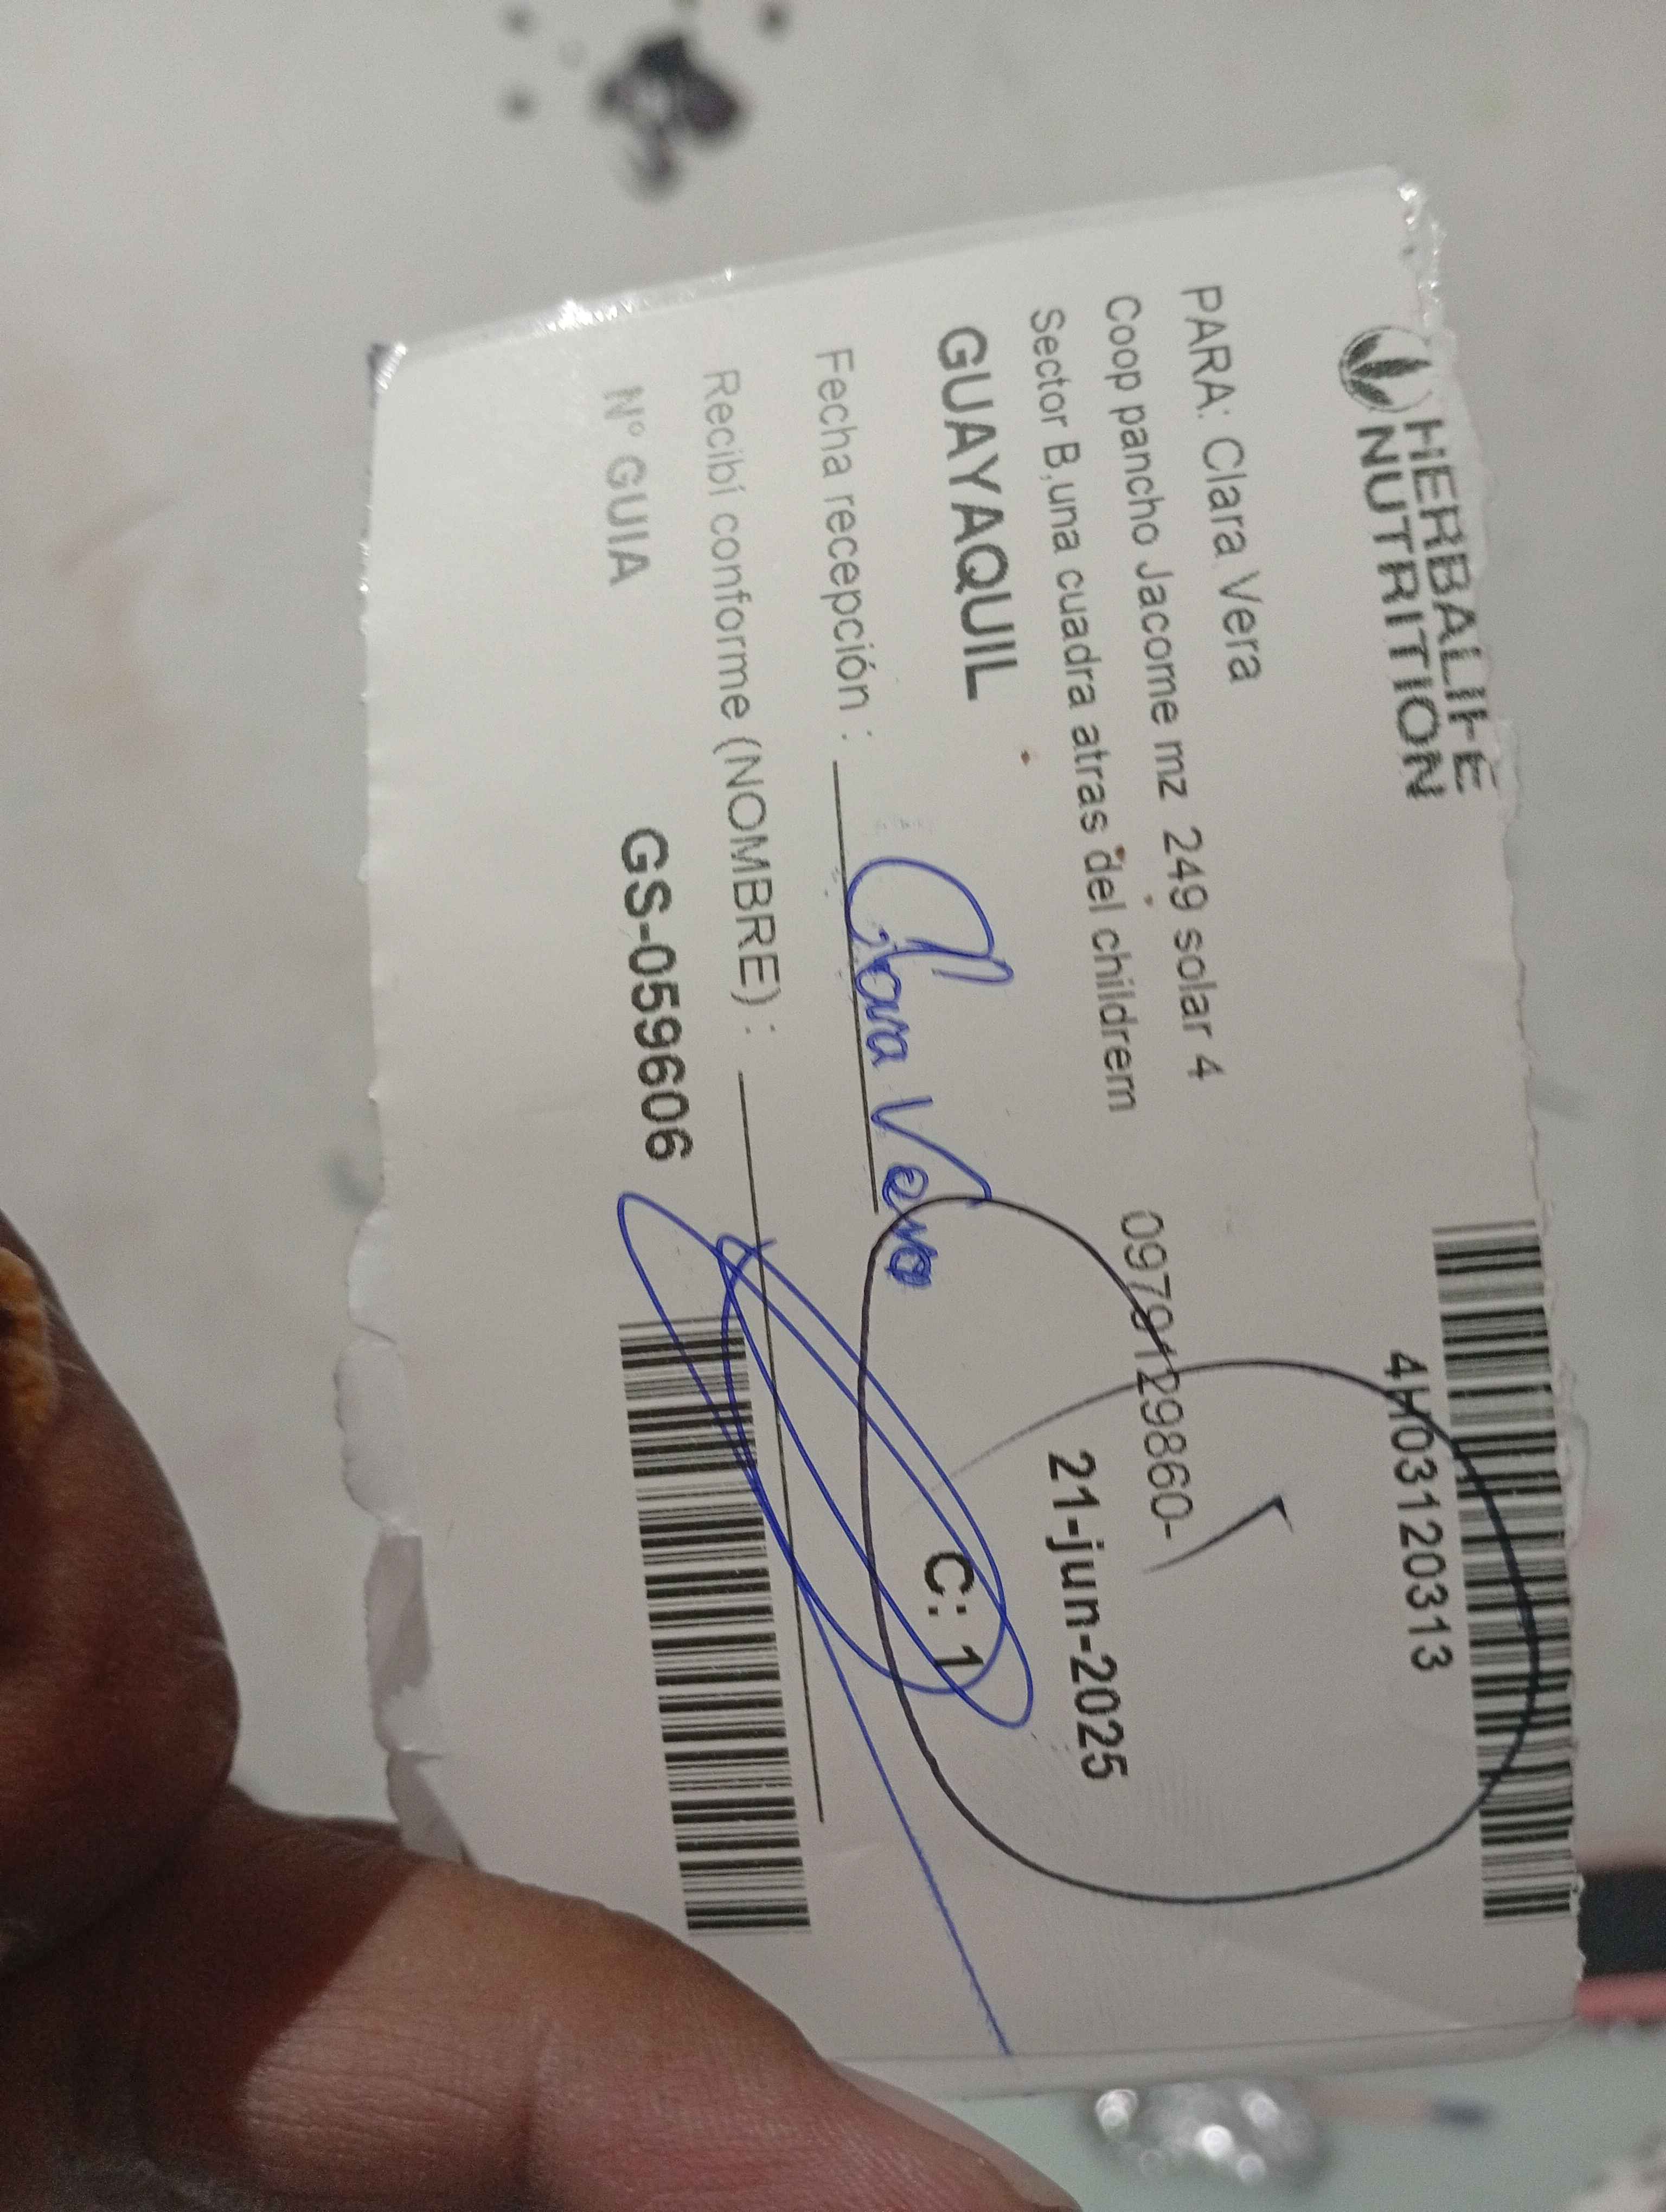 HERBALIFE
NUTRITION
4H03120313
PARA: Clara Vera
Coop pancho Jacome mz 249 solar 4
0979129860-
Sector B,una cuadra atras del childrem
21-jun-2025
GUAYAQUIL
C: 1
Fecha recepción :
Clara Vera
Recibí conforme (NOMBRE) :
N° GUIA
GS-059606